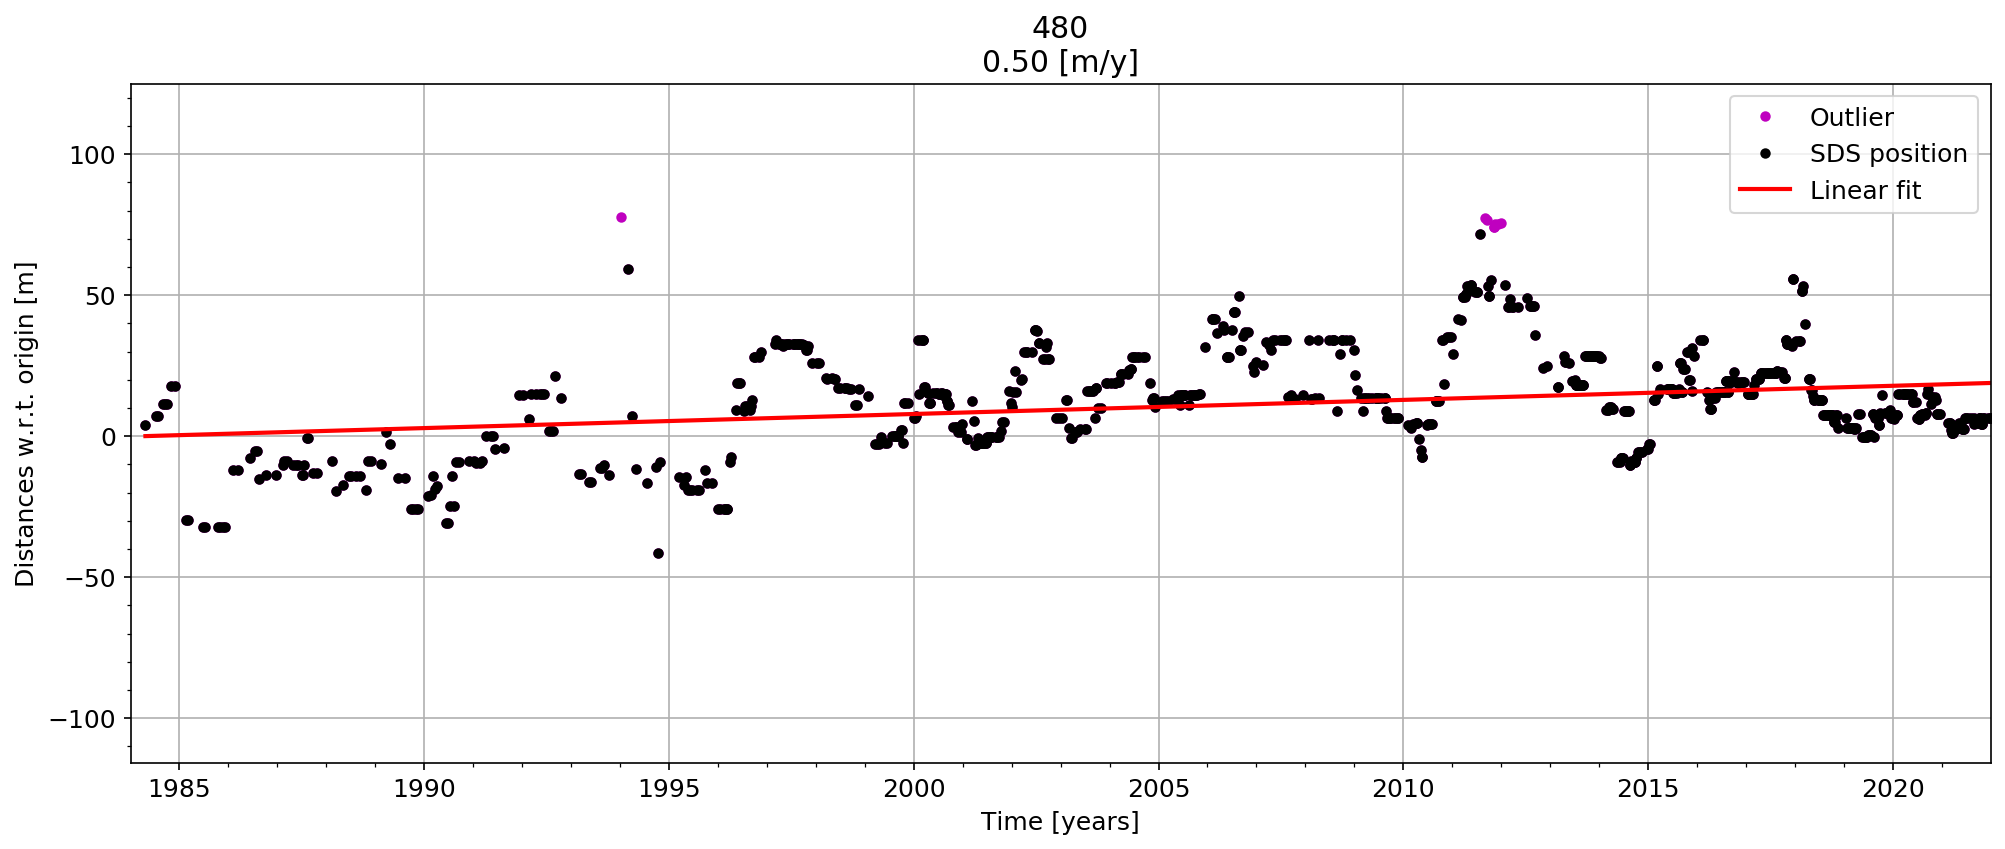 480
0.50 [m/y]
Outlier
SDS position
Linear fit
Distances w.r.t. origin [m]
100
50
0
−50
−100
1985 1990 1995 2000 2005 2010 2015 2020
Time [years]